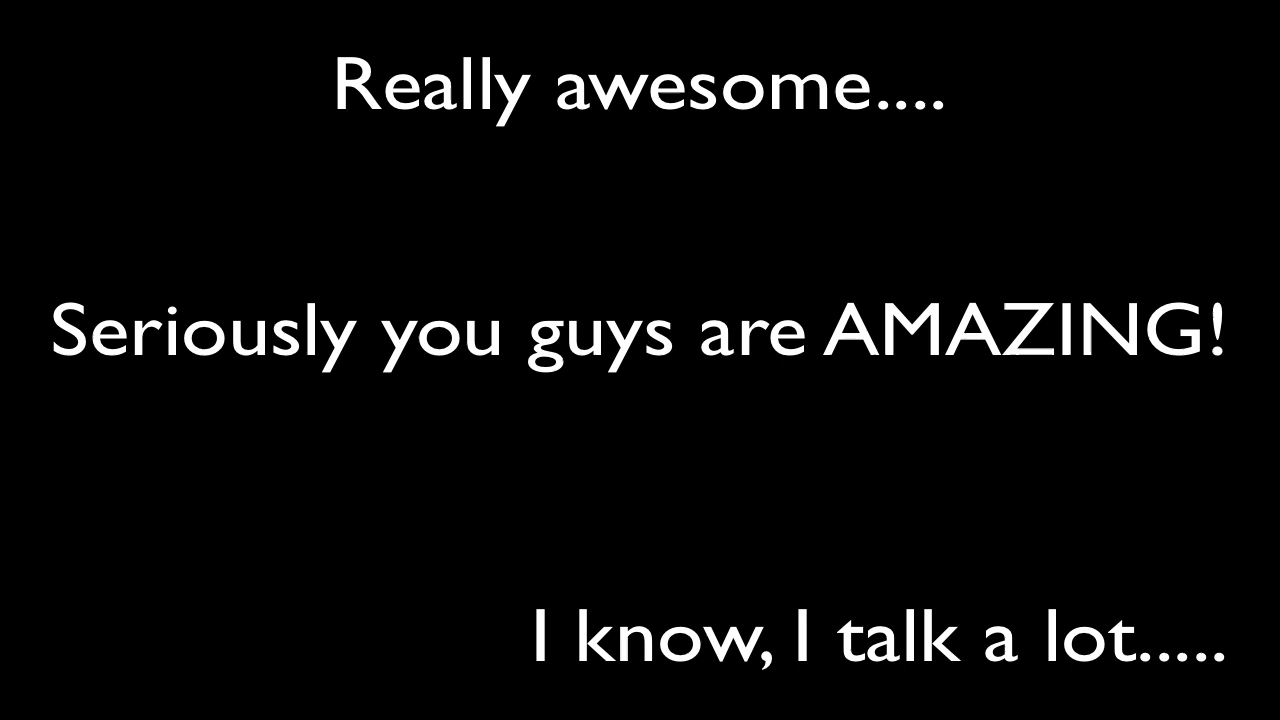 Really awesome....
Seriously you guys are AMAZING!
I know, I talk a lot.....